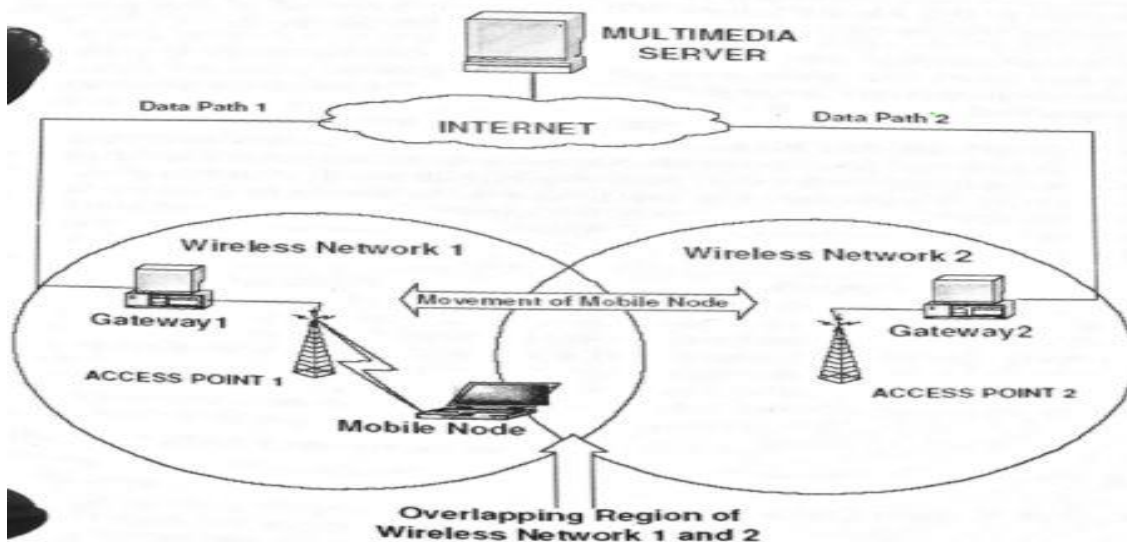 MULTIMEDIA
SERVER
Data Path 1
INTERNET
Data Path 2
Wireless Network 1
Wireless Network 2
Movement of Mobile Node
Gateway1
Gateway2
ACCESS POINT 1
ACCESS POINT 2
Mobile Node
Overlapping Region of
Wireless Network 1 and 2